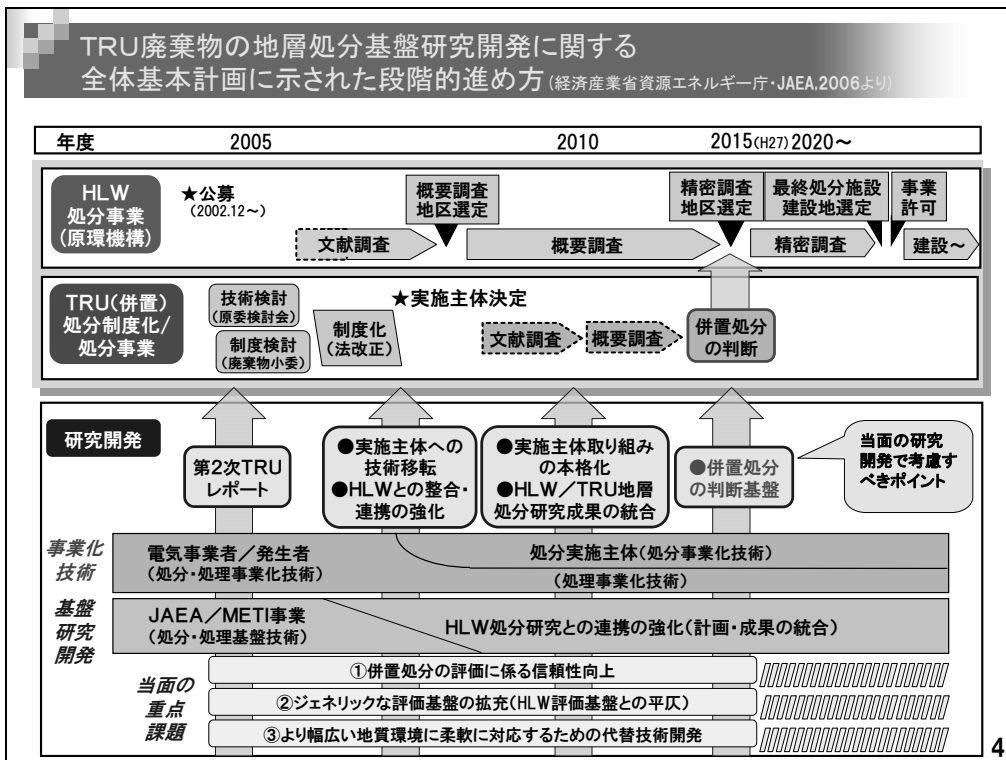 TRU廃棄物の地層処分基盤研究開発に関する
全体基本計画に示された段階的進め方(経済産業省資源エネルギー庁・JAEA,2006より)
年度 2005 2010 2015(H27) 2020～
HLW
処分事業
(原環機構)
★公募
(2002.12～)
概要調査
地区選定
精密調査
地区選定
最終処分施設
建設地選定
事業
許可
文献調査
概要調査
精密調査
建設～
TRU(併置)
処分制度化/
処分事業
技術検討
(原委検討会)
制度検討
(廃棄物小委)
制度化
(法改正)
★実施主体決定
文献調査
概要調査
併置処分
の判断
研究開発
第2次TRU
レポート
●実施主体への
技術移転
●HLWとの整合・
連携の強化
●実施主体取り組み
の本格化
●HLW／TRU地層
処分研究成果の統合
●併置処分
の判断基盤
当面の研究
開発で考慮す
べきポイント
事業化
技術
電気事業者／発生者
(処分・処理事業化技術)
処分実施主体(処分事業化技術)
(処理事業化技術)
基盤
研究
開発
JAEA／METI事業
(処分・処理基盤技術)
HLW処分研究との連携の強化(計画・成果の統合)
当面の
重点
課題
①併置処分の評価に係る信頼性向上
②ジェネリックな評価基盤の拡充(HLW評価基盤との平仄)
③より幅広い地質環境に柔軟に対応するための代替技術開発
4